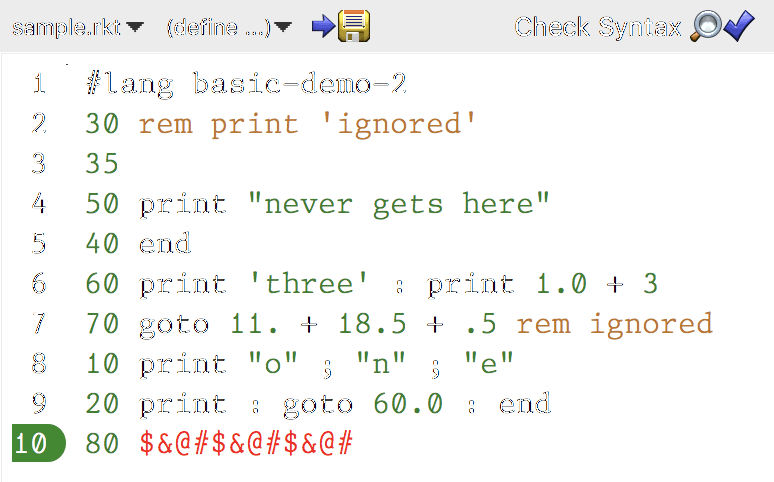 sample.rkt (define ...) Check Syntax
1 #lang basic-demo-2
2 30 rem print 'ignored'
3 35
4 50 print "never gets here"
5 40 end
6 60 print 'three' : print 1.0 + 3
7 70 goto 11. + 18.5 + .5 rem ignored
8 10 print "o" ; "n" ; "e"
9 20 print : goto 60.0 : end
10 80 $&@#$&@#$&@#